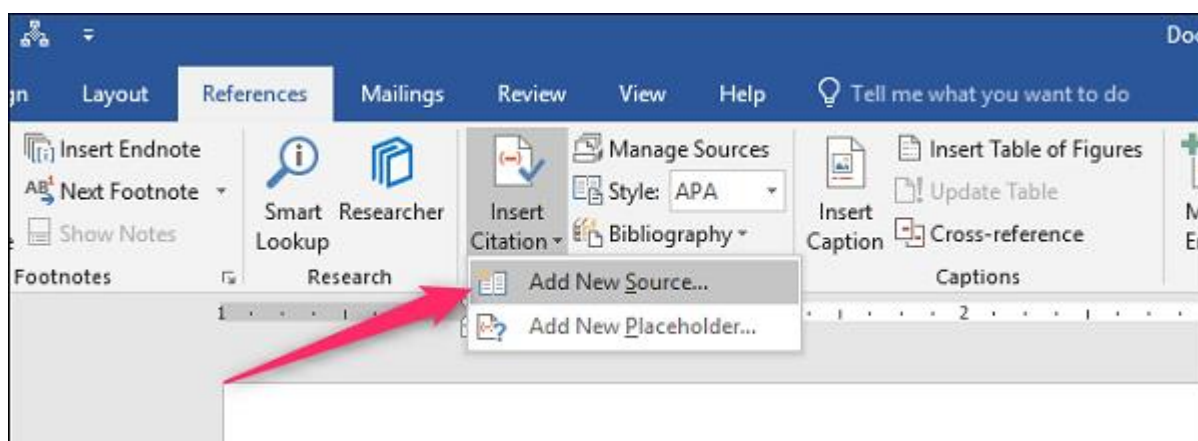 Doc
gn Layout References Mailings Review View Help Tell me what you want to do
Insert Endnote
AB1 Next Footnote
Show Notes
Footnotes
Smart Lookup
Researcher
Research
Insert Citation
Manage Sources
Style: APA
Bibliography
Add New Source...
Add New Placeholder...
Insert Caption
Insert Table of Figures
Update Table
Cross-reference
Captions
1
2